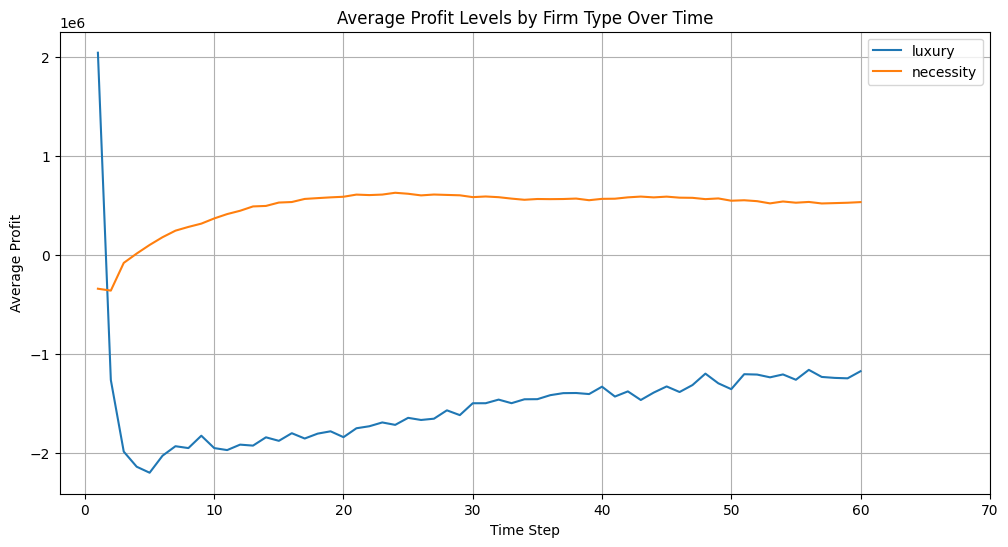 Average Profit Levels by Firm Type Over Time
1e6
luxury
necessity
2
1
0
−1
−2
Average Profit
0 10 20 30 40 50 60 70
Time Step